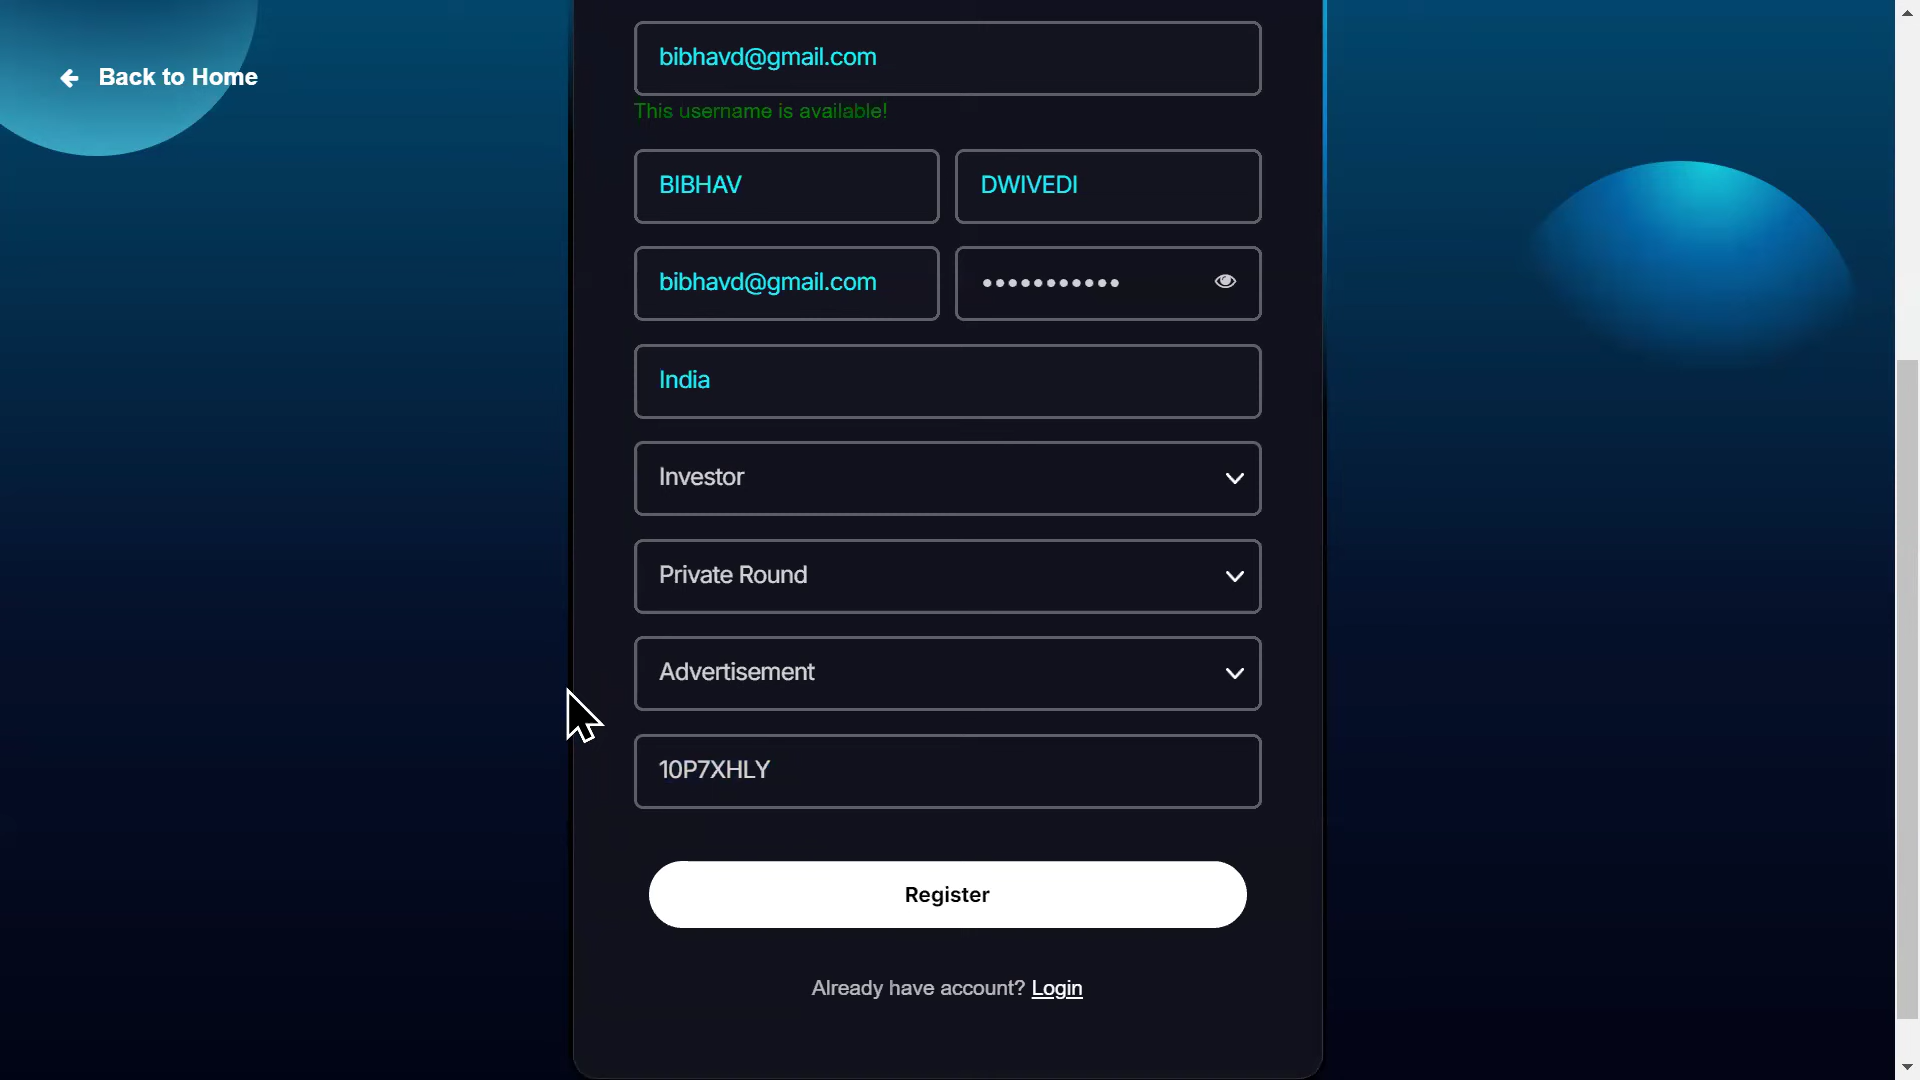 bibhavd@gmail.com
Back to Home
This username is available!
BIBHAV DWIVEDI
bibhavd@gmail.com •••••••••••
India
Investor
Private Round
Advertisement
10P7XHLY
Register
Already have account? Login